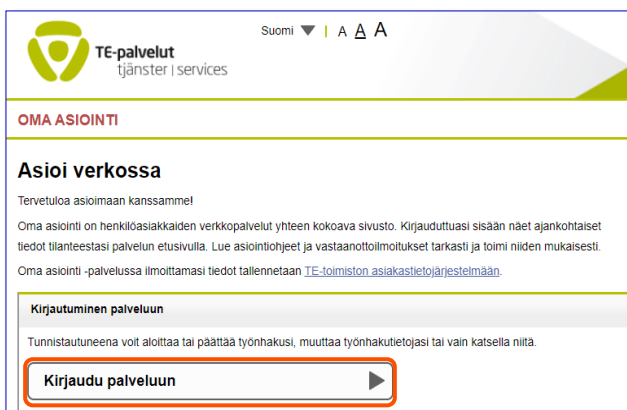 Suomi ▼ | A A A
TE-palvelut
tjänster | services
OMA ASIOINTI
Asioi verkossa
Tervetuloa asioimaan kanssamme!
Oma asiointi on henkilöasiakkaiden verkkopalvelut yhteen kokoava sivusto. Kirjauduttuasi sisään näet ajankohtaiset
tiedot tilanteestasi palvelun etusivulla. Lue asiointiohjeet ja vastaanottoilmoitukset tarkasti ja toimi niiden mukaisesti.
Oma asiointi -palvelussa ilmoittamasi tiedot tallennetaan TE-toimiston asiakastietojärjestelmään.
Kirjautuminen palveluun
Tunnistautuneena voit aloittaa tai päättää työnhakusi, muuttaa työnhakutietojasi tai vain katsella niitä.
Kirjaudu palveluun